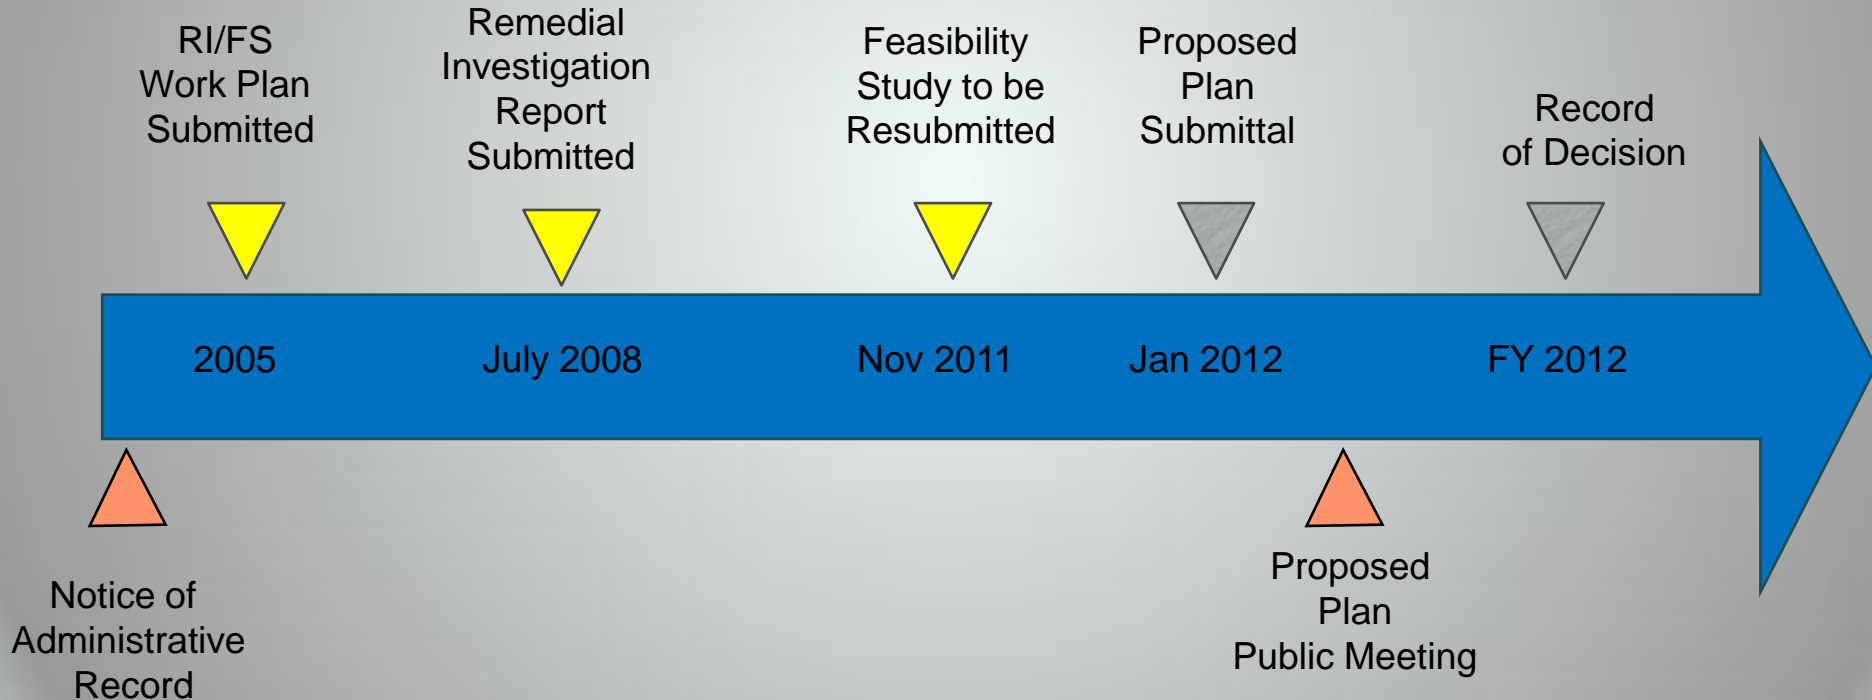 RI/FS
Work Plan
Submitted
Remedial
Investigation
Report
Submitted
Feasibility
Study to be
Resubmitted
Proposed
Plan
Submittal
Record
of Decision
2005
July 2008
Nov 2011
Jan 2012
FY 2012
Notice of
Administrative
Record
Proposed
Plan
Public Meeting